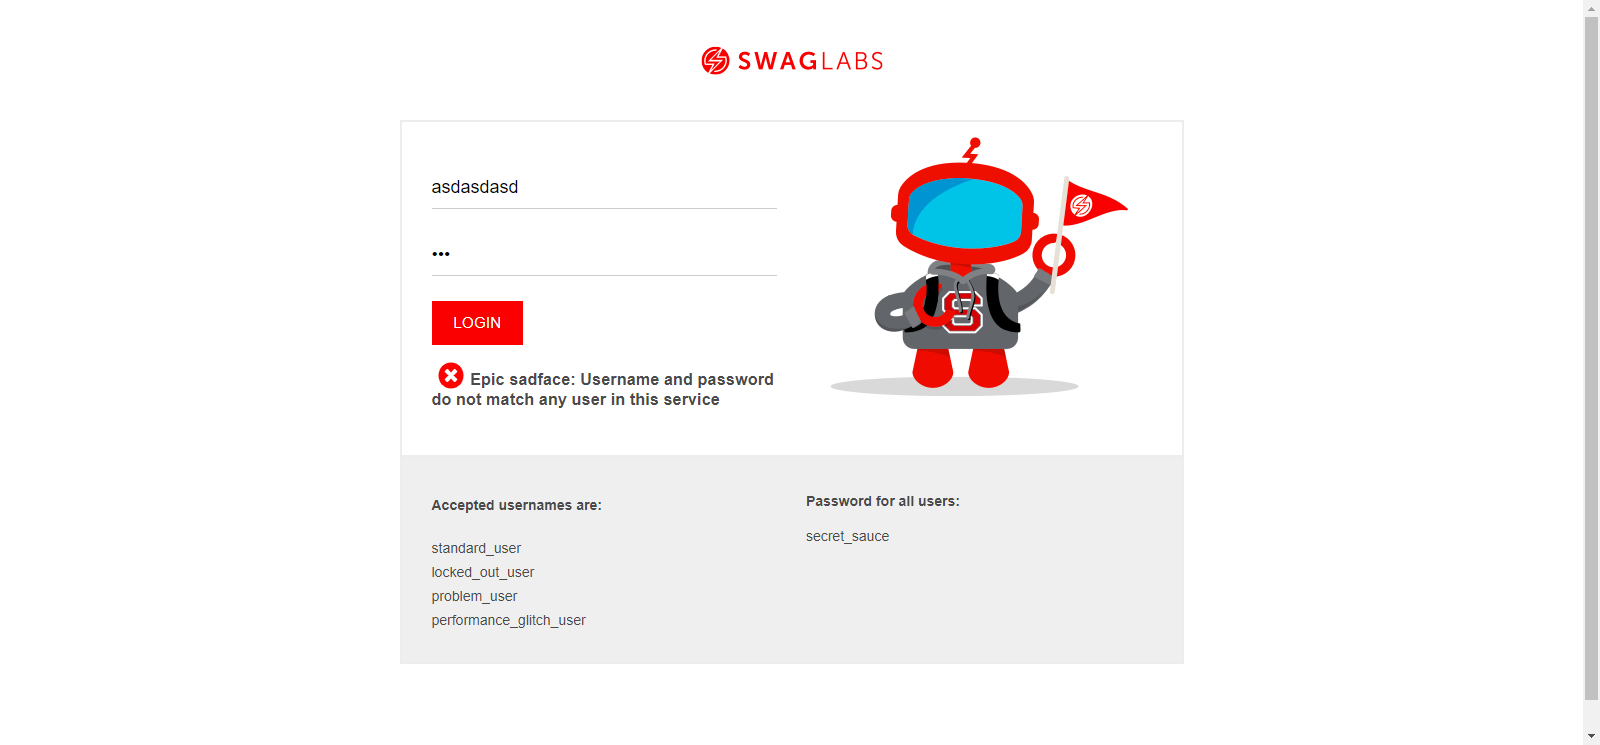 SWAGLABS
asdasdasd
•••
LOGIN
Epic sadface: Username and password
do not match any user in this service
S
Accepted usernames are:
standard_user
locked_out_user
problem_user
performance_glitch_user
Password for all users:
secret_sauce